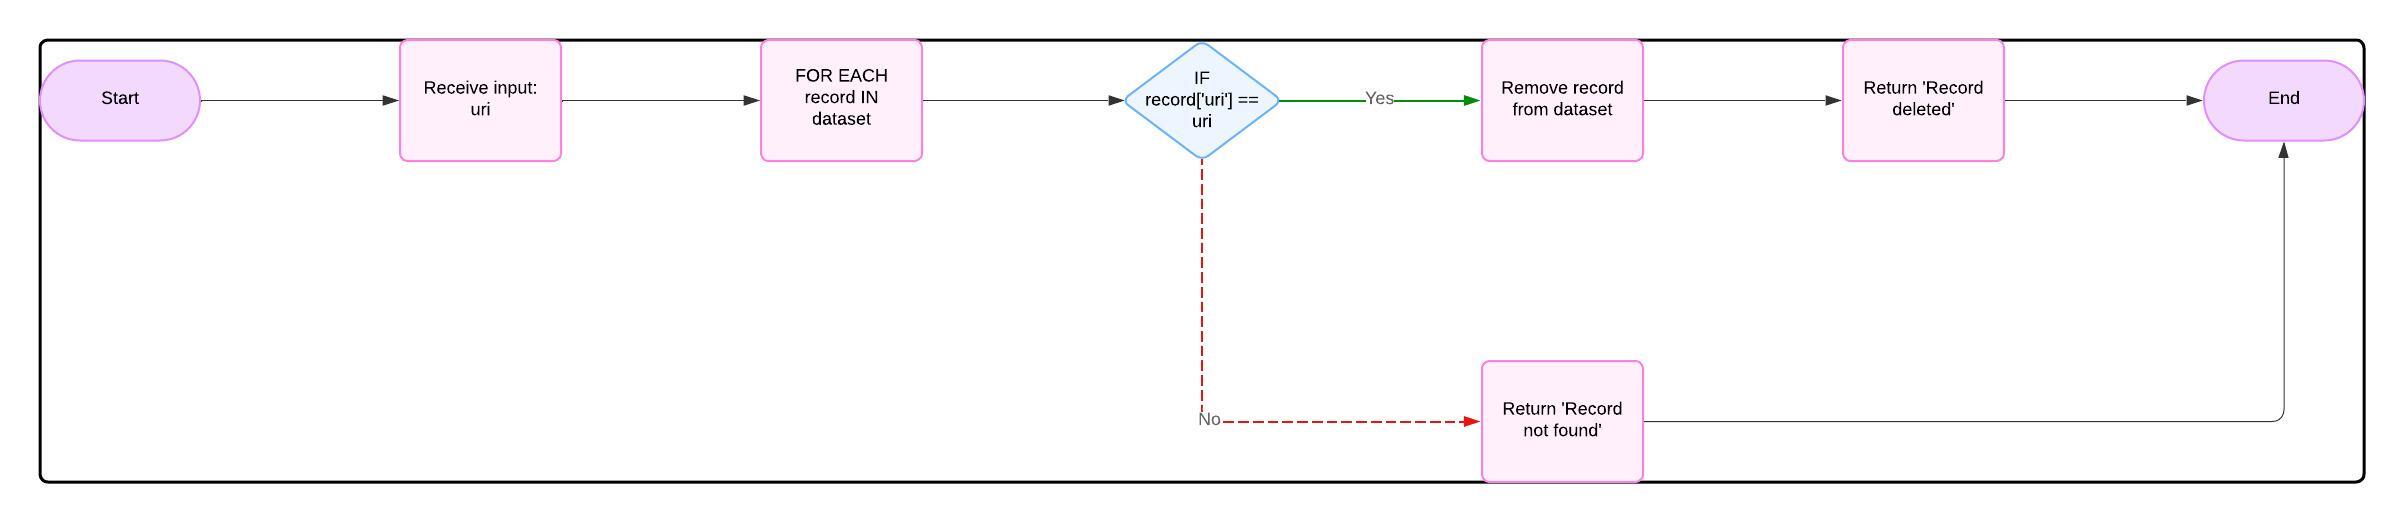 Start
Receive input:
uri
FOR EACH
record IN
dataset
IF
record['uri'] ==
uri
Yes
Remove record
from dataset
Return 'Record
deleted'
End
No
Return 'Record
not found'